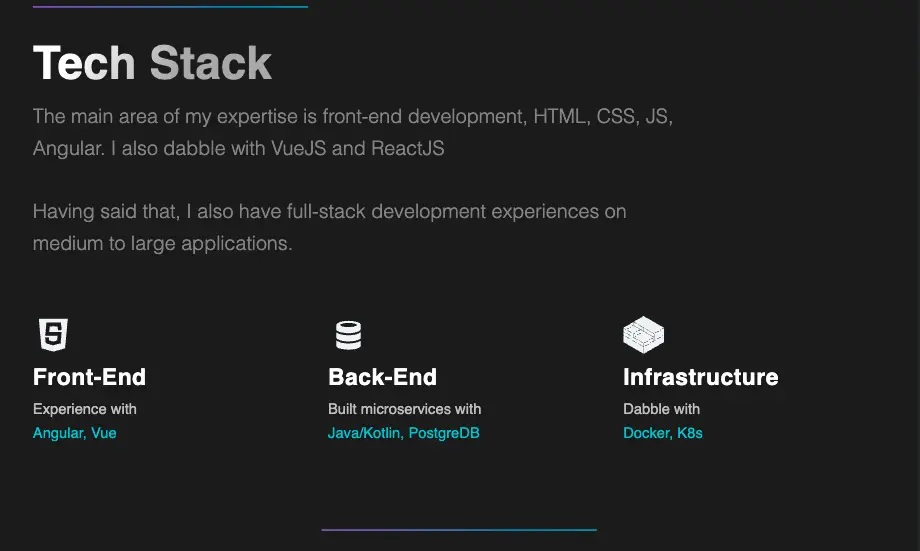 Tech Stack
The main area of my expertise is front-end development, HTML, CSS, JS,
Angular. I also dabble with VueJS and ReactJS
Having said that, I also have full-stack development experiences on
medium to large applications.
5
Front-End
Experience with
Angular, Vue
Back-End
Built microservices with
Java/Kotlin, PostgreDB
Infrastructure
Dabble with
Docker, K8s